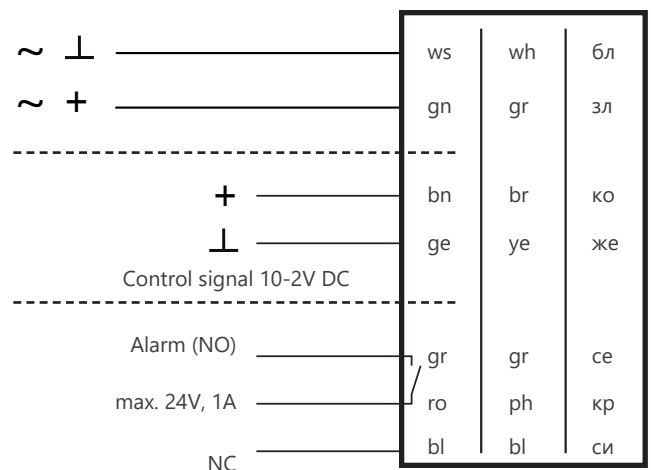 ~ ⊥ ws wh бл
~ + gn gr зл
+ bn br ко
⊥ ge ye же
Control signal 10-2V DC
Alarm (NO) gr gr се
max. 24V, 1A ro ph кр
NC bl bl си